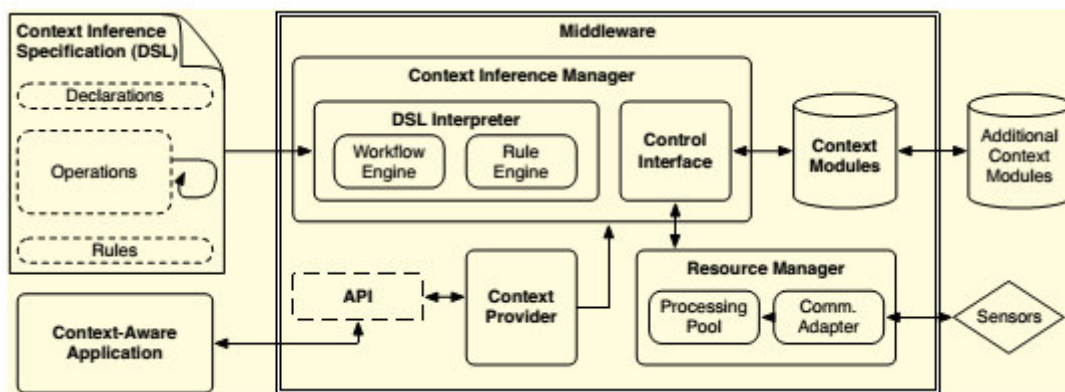 Context Inference
Specification (DSL)
Declarations
Operations
Rules
Context-Aware
Application
Middleware
Context Inference Manager
DSL Interpreter
Workflow
Engine
Rule
Engine
Control
Interface
Context
Modules
Additional
Context
Modules
API
Context
Provider
Resource Manager
Processing
Pool
Comm.
Adapter
Sensors